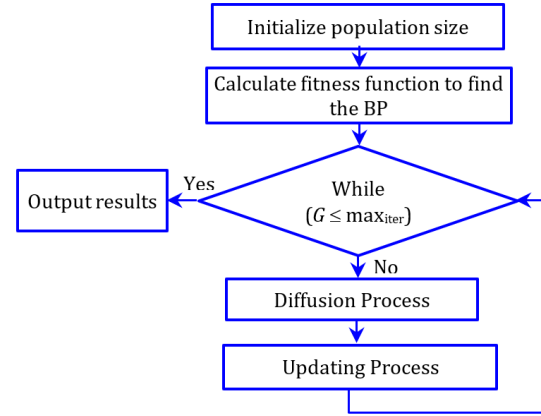 Initialize population size
Calculate fitness function to find
the BP
Yes
While
Output results
(G ≤ maxiter)
No
Diffusion Process
Updating Process